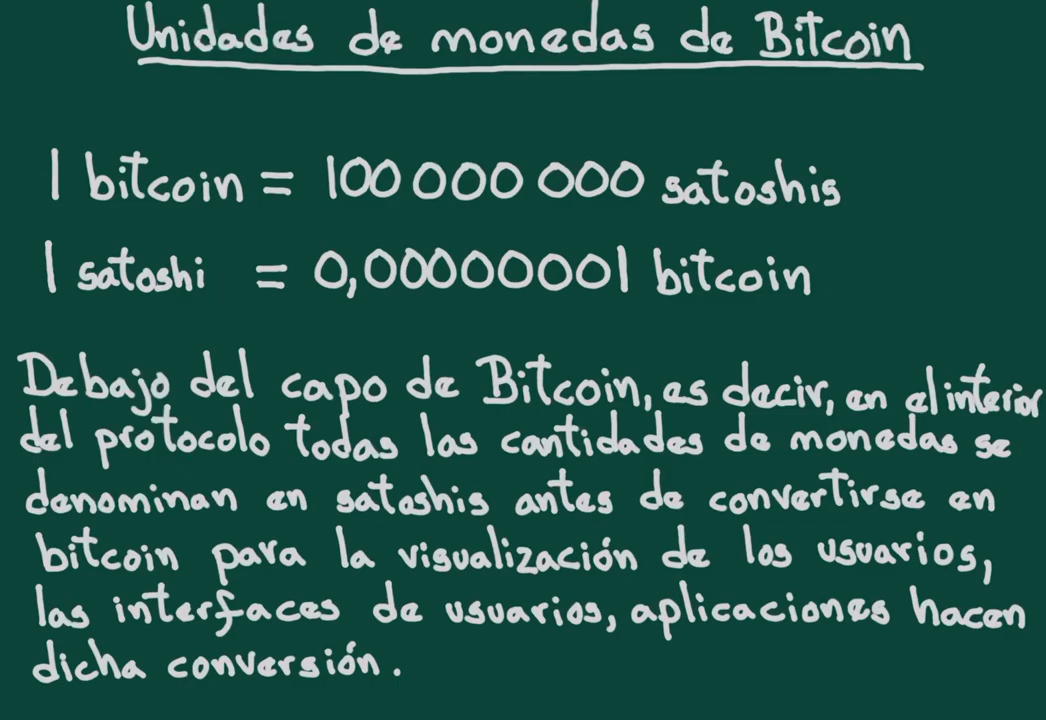 Unidades de monedas de Bitcoin
1 bitcoin = 100 000 000 satoshis
1 satoshi = 0,00000001 bitcoin
Debajo del capo de Bitcoin, es decir, en el interior
del protocolo todas las cantidades de monedas se
denominan en satoshis antes de convertirse en
bitcoin para la visualización de los usuarios,
las interfaces de usuarios, aplicaciones hacen
dicha conversión.